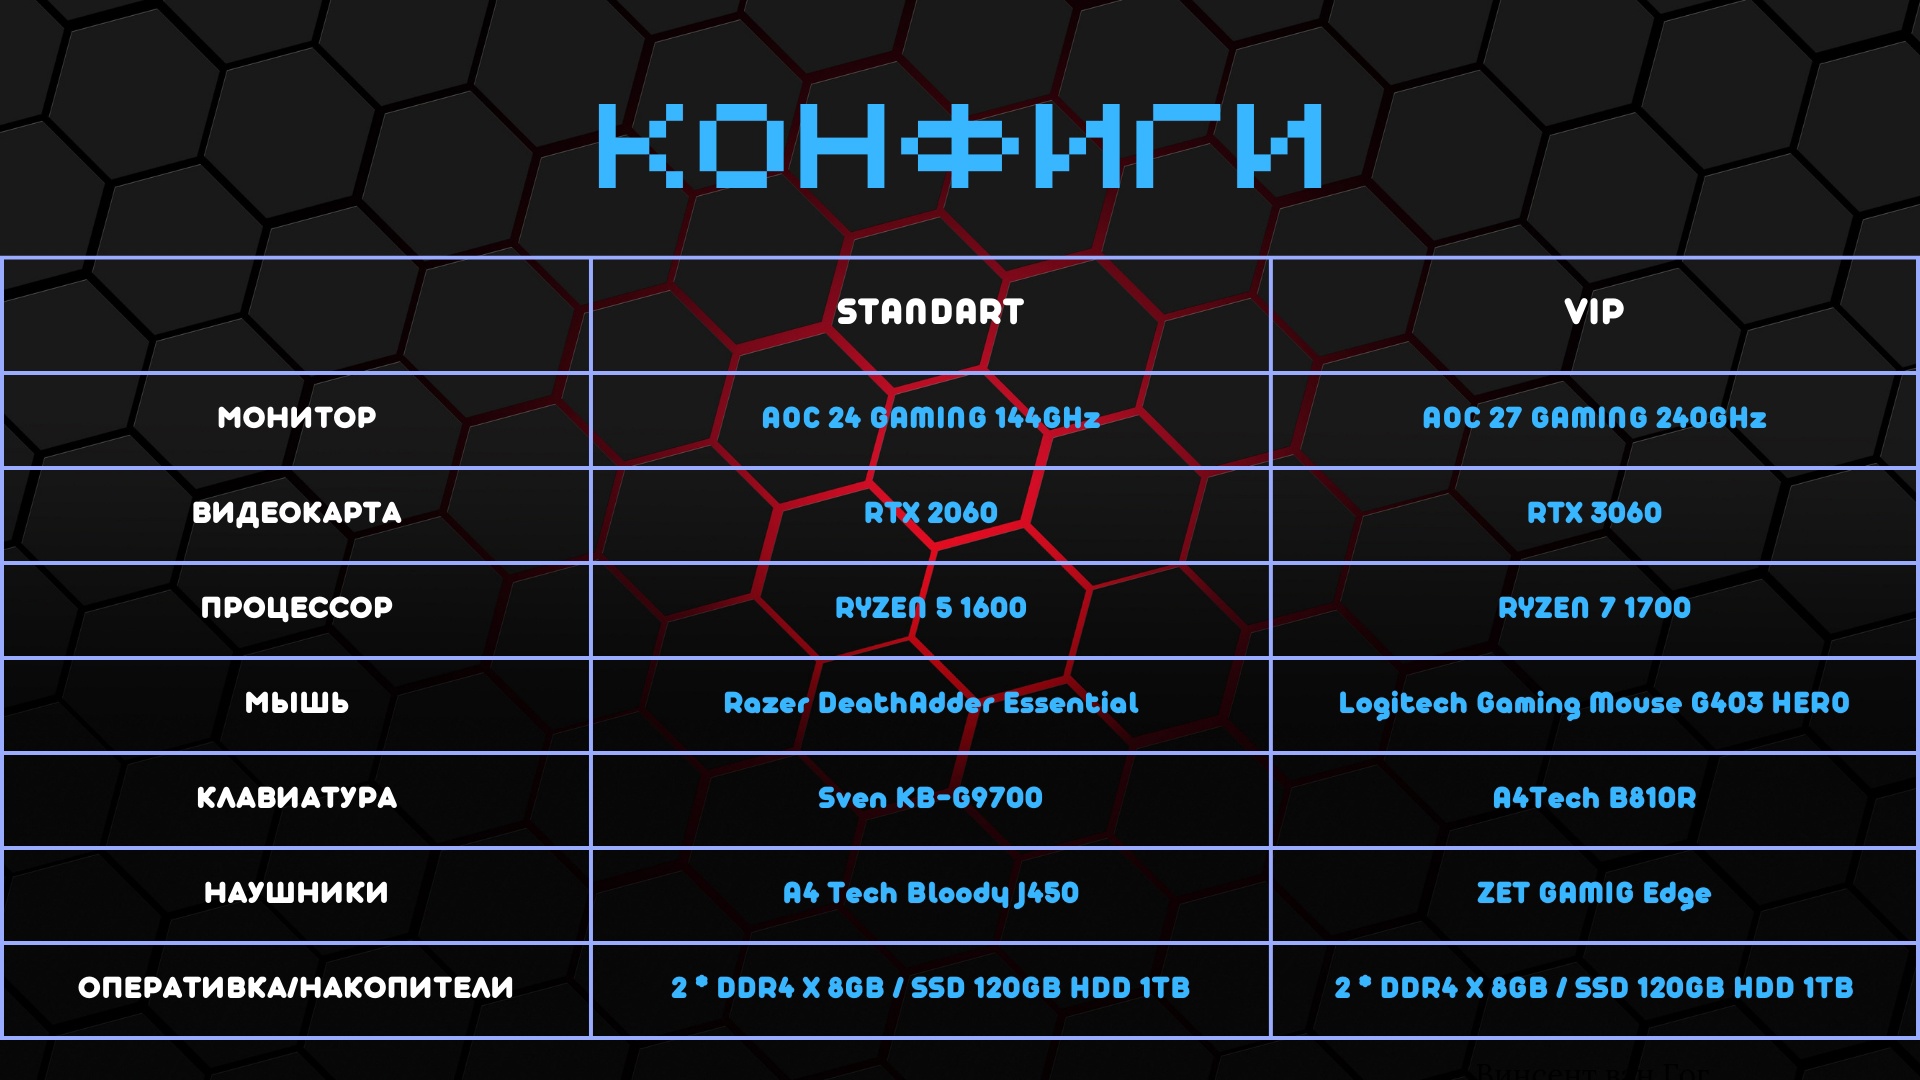 КОНФИГИ
STANDART VIP
МОНИТОР AOC 24 GAMING 144GHz AOC 27 GAMING 240GHz
ВИДЕОКАРТА RTX 2060 RTX 3060
ПРОЦЕССОР RYZEN 5 1600 RYZEN 7 1700
МЫШЬ Razer DeathAdder Essential Logitech Gaming Mouse G403 HERO
КЛАВИАТУРА Sven KB-G9700 A4Tech B810R
НАУШНИКИ A4 Tech Bloody J450 ZET GAMIG Edge
ОПЕРАТИВКА/НАКОПИТЕЛИ 2 * DDR4 X 8GB / SSD 120GB HDD 1TB 2 * DDR4 X 8GB / SSD 120GB HDD 1TB
Винсент ван Гог